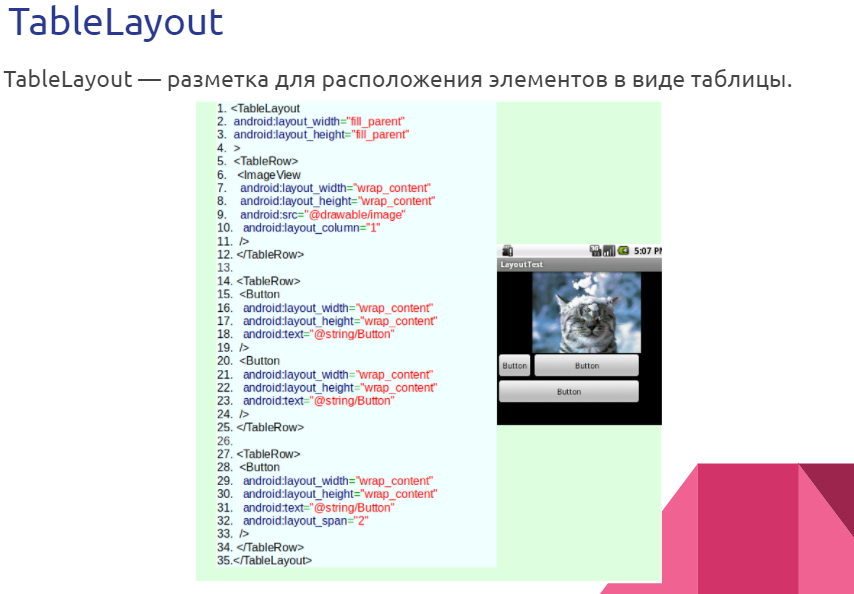 TableLayout
TableLayout — разметка для расположения элементов в виде таблицы.
1. <TableLayout
2. android:layout_width="fill_parent"
3. android:layout_height="fill_parent"
4. >
5. <TableRow>
6. <ImageView
7. android:layout_width="wrap_content"
8. android:layout_height="wrap_content"
9. android:src="@drawable/image"
10. android:layout_column="1"
11. />
12. </TableRow>
13.
14. <TableRow>
15. <Button
16. android:layout_width="wrap_content"
17. android:layout_height="wrap_content"
18. android:text="@string/Button"
19. />
20. <Button
21. android:layout_width="wrap_content"
22. android:layout_height="wrap_content"
23. android:text="@string/Button"
24. />
25. </TableRow>
26.
27. <TableRow>
28. <Button
29. android:layout_width="wrap_content"
30. android:layout_height="wrap_content"
31. android:text="@string/Button"
32. android:layout_span="2"
33. />
34. </TableRow>
35.</TableLayout>
5:07 PM
LayoutTest
Button Button
Button